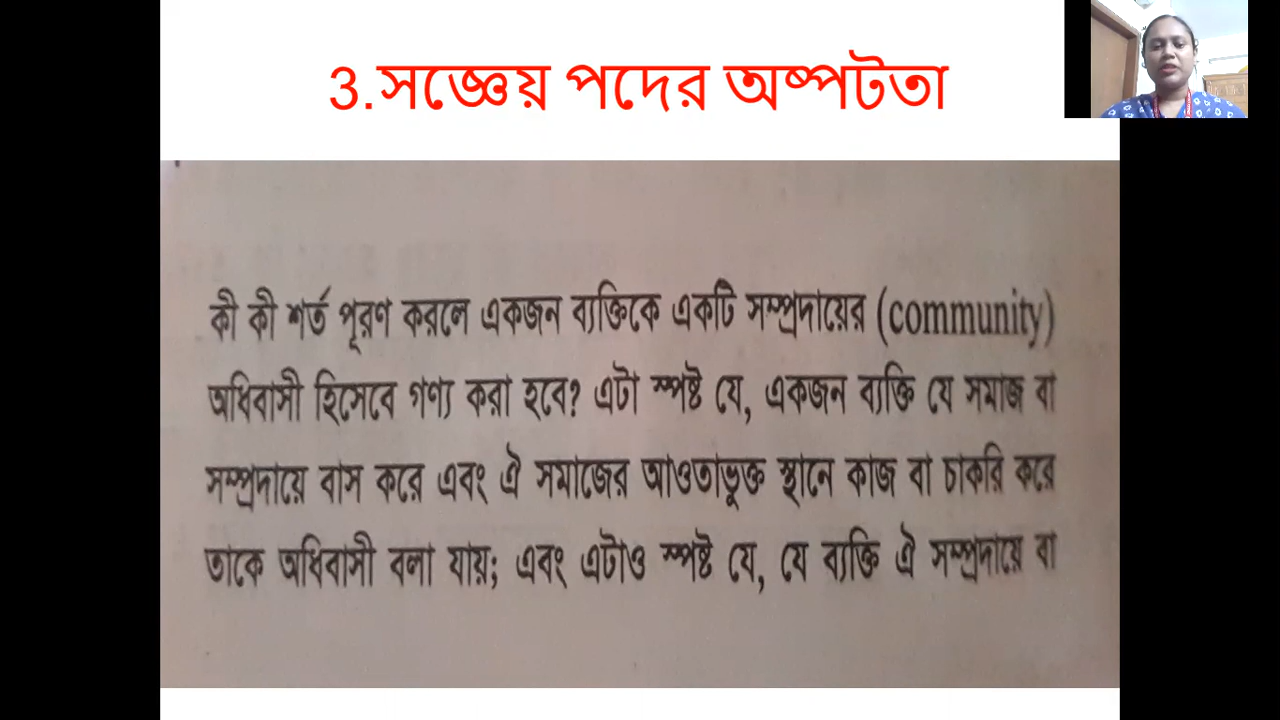 3.সজ্ঞেয় পদের অষ্পটতা
কী কী শর্ত পূরণ করলে একজন ব্যক্তিকে একটি সম্প্রদায়ের (community)
অধিবাসী হিসেবে গণ্য করা হবে? এটা স্পষ্ট যে, একজন ব্যক্তি যে সমাজ বা
সম্প্রদায়ে বাস করে এবং ঐ সমাজের আওতাভুক্ত স্থানে কাজ বা চাকরি করে
তাকে অধিবাসী বলা যায়; এবং এটাও স্পষ্ট যে, যে ব্যক্তি ঐ সম্প্রদায়ে বা